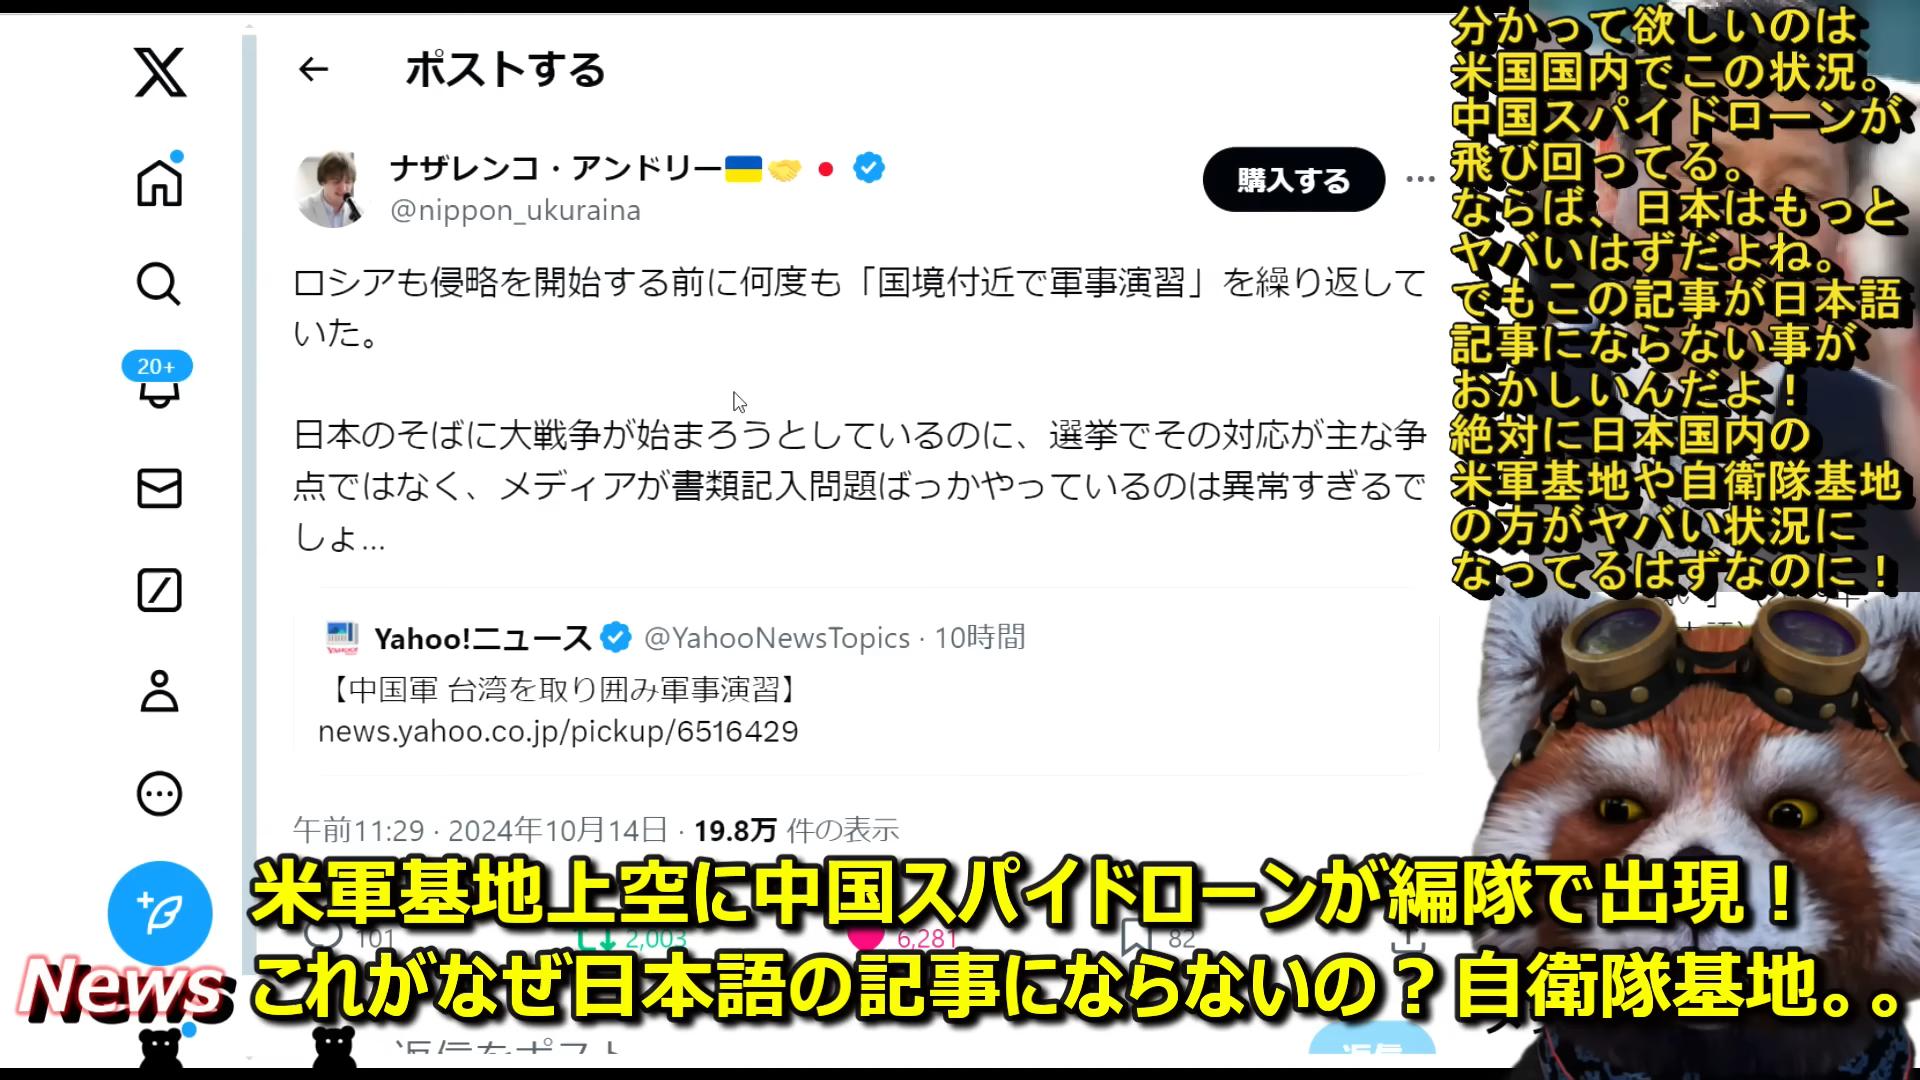 ポストする
ナザレンコ・アンドリー
@nippon_ukuraina
購入する
ロシアも侵略を開始する前に何度も「国境付近で軍事演習」を繰り返して
いた。
日本のそばに大戦争が始まろうとしているのに、選挙でその対応が主な争
点ではなく、メディアが書類記入問題ばっかやっているのは異常すぎるで
しょ...
20+
Yahoo!ニュース @YahooNewsTopics · 10時間
【中国軍 台湾を取り囲み軍事演習】
news.yahoo.co.jp/pickup/6516429
午前11:29 · 2024年10月14日 · 19.8万 件の表示
101 2,003 6,281 82
分かって欲しいのは
米国国内でこの状況。
中国スパイドローンが
飛び回ってる。
ならば、日本はもっと
ヤバいはずだよね。
でもこの記事が日本語
記事にならない事が
おかしいんだよ！
絶対に日本国内の
米軍基地や自衛隊基地
の方がヤバい状況に
なってるはずなのに！
米軍基地上空に中国スパイドローンが編隊で出現！
これがなぜ日本語の記事にならないの？自衛隊基地。。
News
返信をポスト
返信